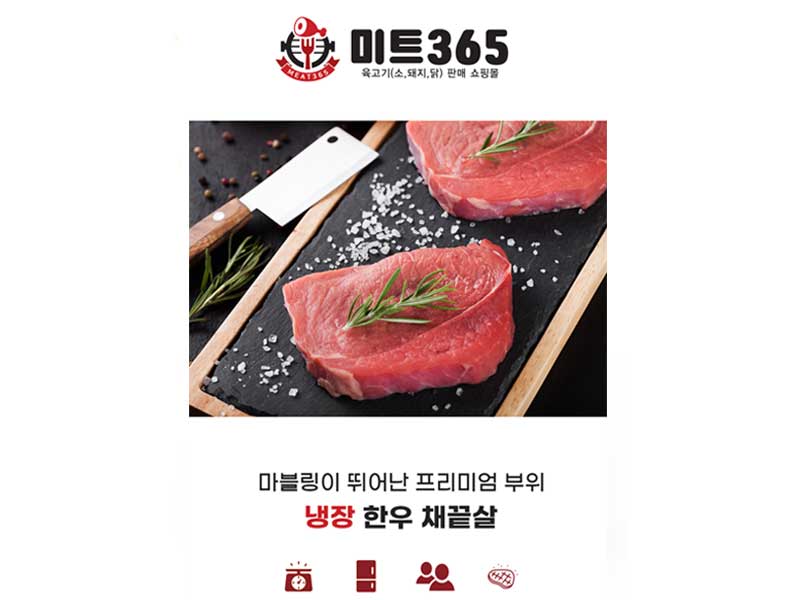 미트365
육고기(소,돼지,닭) 판매 쇼핑몰
MEAT365
마블링이 뛰어난 프리미엄 부위
냉장 한우 채끝살